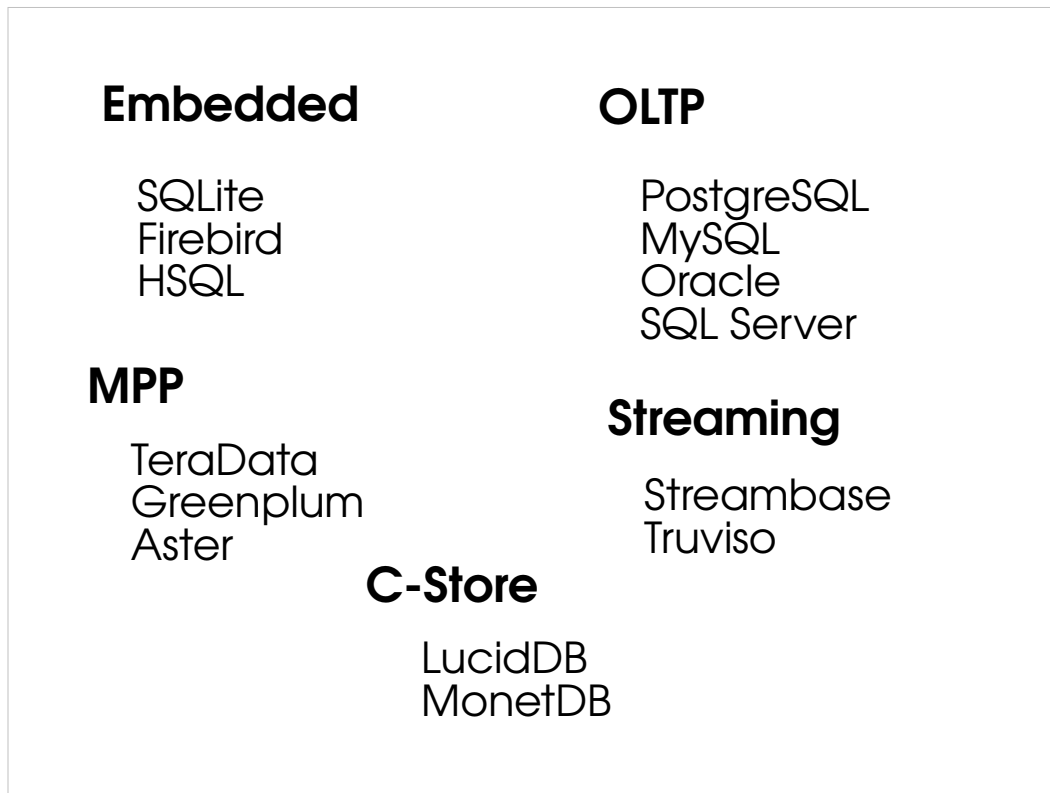 Embedded
SQLite
Firebird
HSQL
OLTP
PostgreSQL
MySQL
Oracle
SQL Server
MPP
TeraData
Greenplum
Aster
Streaming
Streambase
Truviso
C-Store
LucidDB
MonetDB